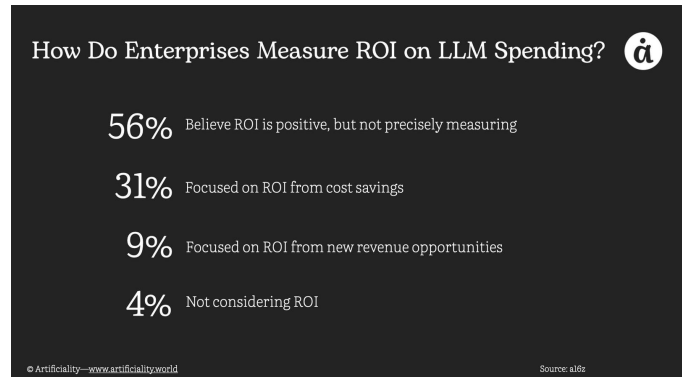 How Do Enterprises Measure ROI on LLM Spending?
ai
56% Believe ROI is positive, but not precisely measuring
31% Focused on ROI from cost savings
9% Focused on ROI from new revenue opportunities
4% Not considering ROI
© Artificiality—www.artificiality.world
Source: a16z